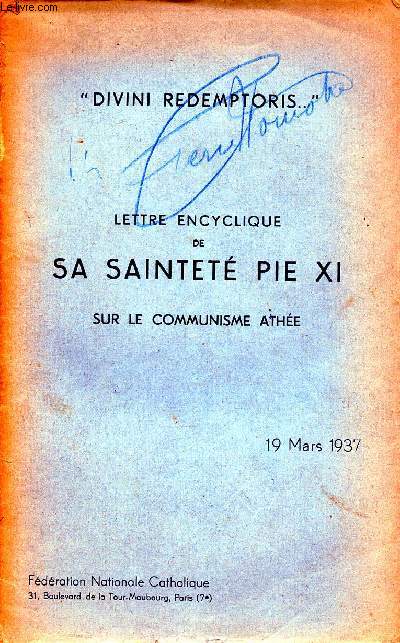 Le-livre.com
"DIVINI REDEMPTORIS..."
LETTRE ENCYCLIQUE
DE
SA SAINTETÉ PIE XI
SUR LE COMMUNISME ATHÉE
19 Mars 1937
Fédération Nationale Catholique
31, Boulevard de la Tour-Maubourg, Paris (7e)